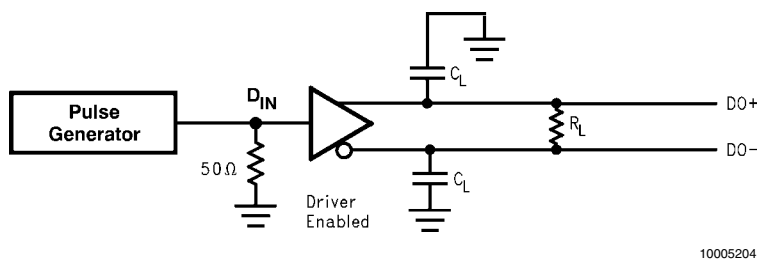 C_L
D_IN
DO+
Pulse
Generator
R_L
50Ω
DO-
C_L
Driver
Enabled
10005204